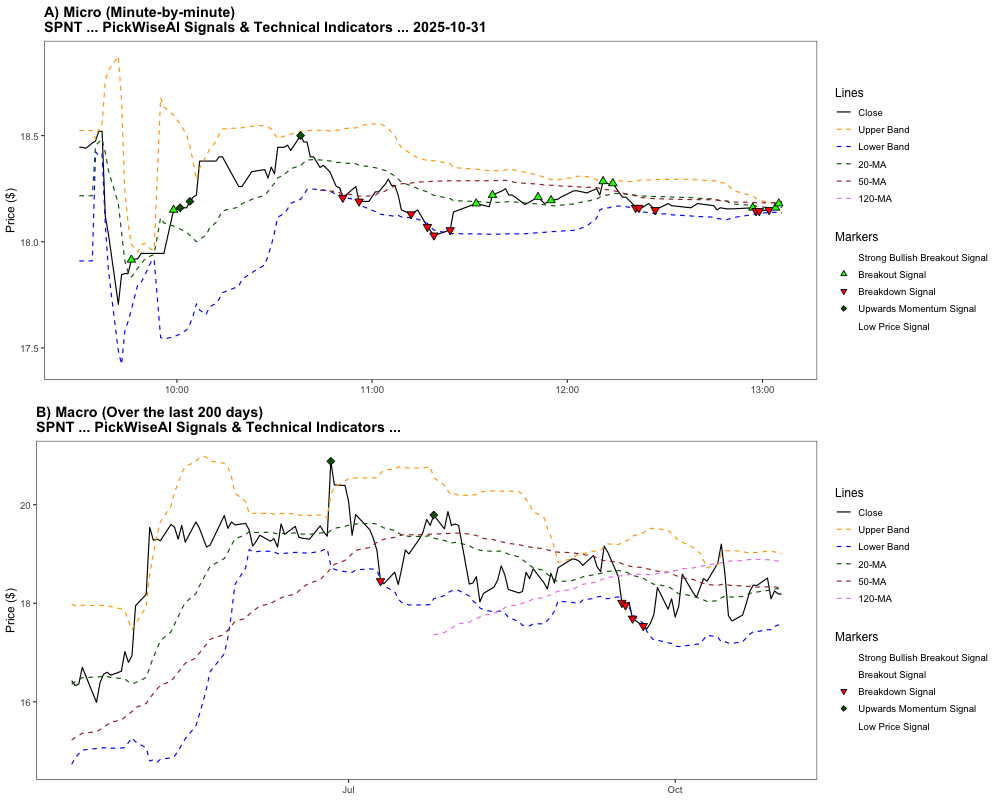 A) Micro (Minute-by-minute)
SPNT ... PickWiseAI Signals & Technical Indicators ... 2025-10-31
Price ($)
18.5
18.0
17.5
10:00
11:00
12:00
13:00
Lines
Close
Upper Band
Lower Band
20-MA
50-MA
120-MA
Markers
Strong Bullish Breakout Signal
Breakout Signal
Breakdown Signal
Upwards Momentum Signal
Low Price Signal
B) Macro (Over the last 200 days)
SPNT ... PickWiseAI Signals & Technical Indicators ...
Price ($)
20
18
16
Jul
Oct
Lines
Close
Upper Band
Lower Band
20-MA
50-MA
120-MA
Markers
Strong Bullish Breakout Signal
Breakout Signal
Breakdown Signal
Upwards Momentum Signal
Low Price Signal